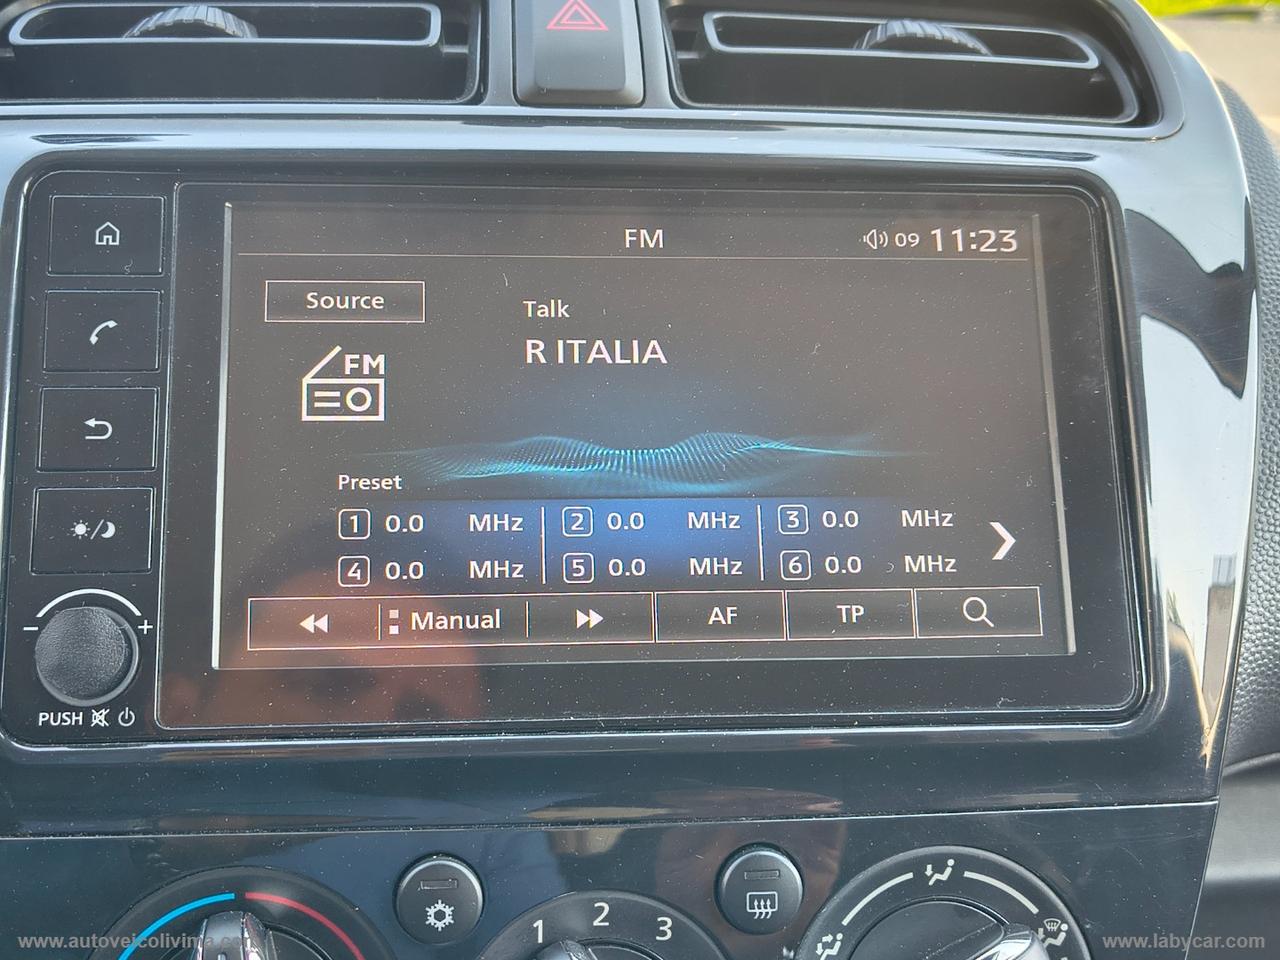 FM 09 11:23
Source
Talk
FM
R ITALIA
Preset
1 0.0 MHz 2 0.0 MHz 3 0.0 MHz
4 0.0 MHz 5 0.0 MHz 6 0.0 MHz
Manual AF TP
PUSH
1 2 3
www.autoveicolivima.com
www.labycar.com